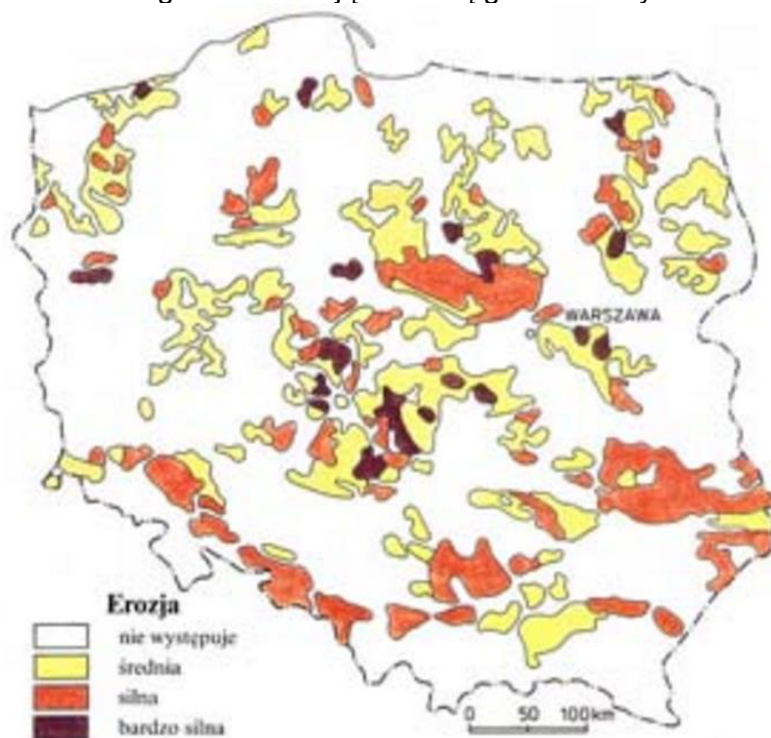 WARSZAWA
Erozja
nie występuje
średnia
silna
bardzo silna
0 50 100km